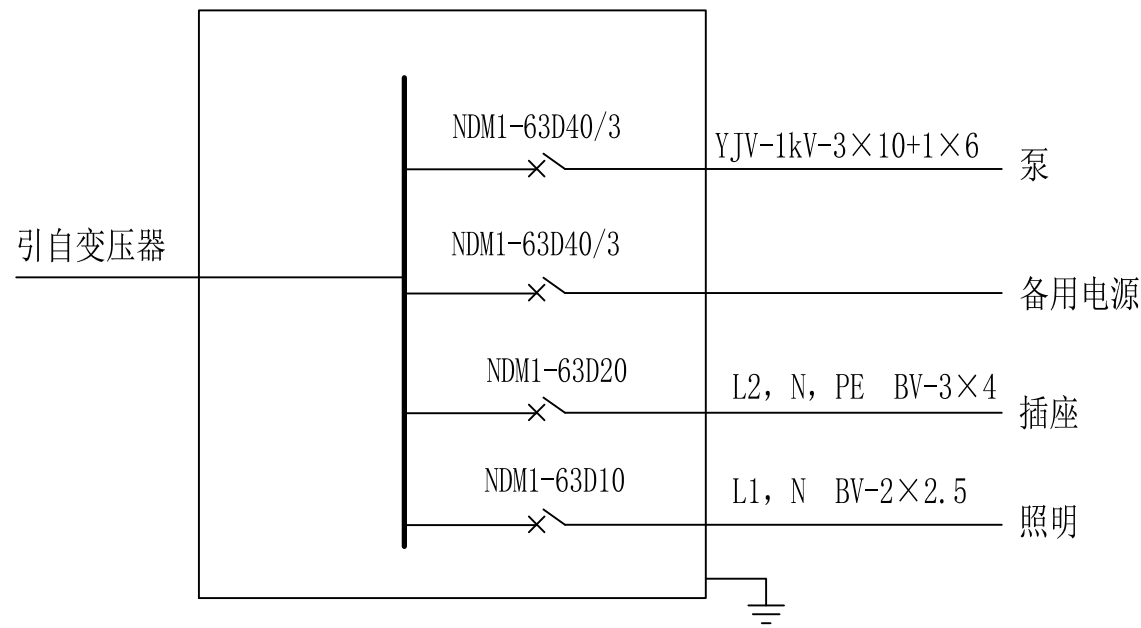 NDM1-63D40/3
YJV-1kV-3×10+1×6
泵
引自变压器
NDM1-63D40/3
备用电源
NDM1-63D20
L2, N, PE BV-3×4
插座
NDM1-63D10
L1, N BV-2×2.5
照明